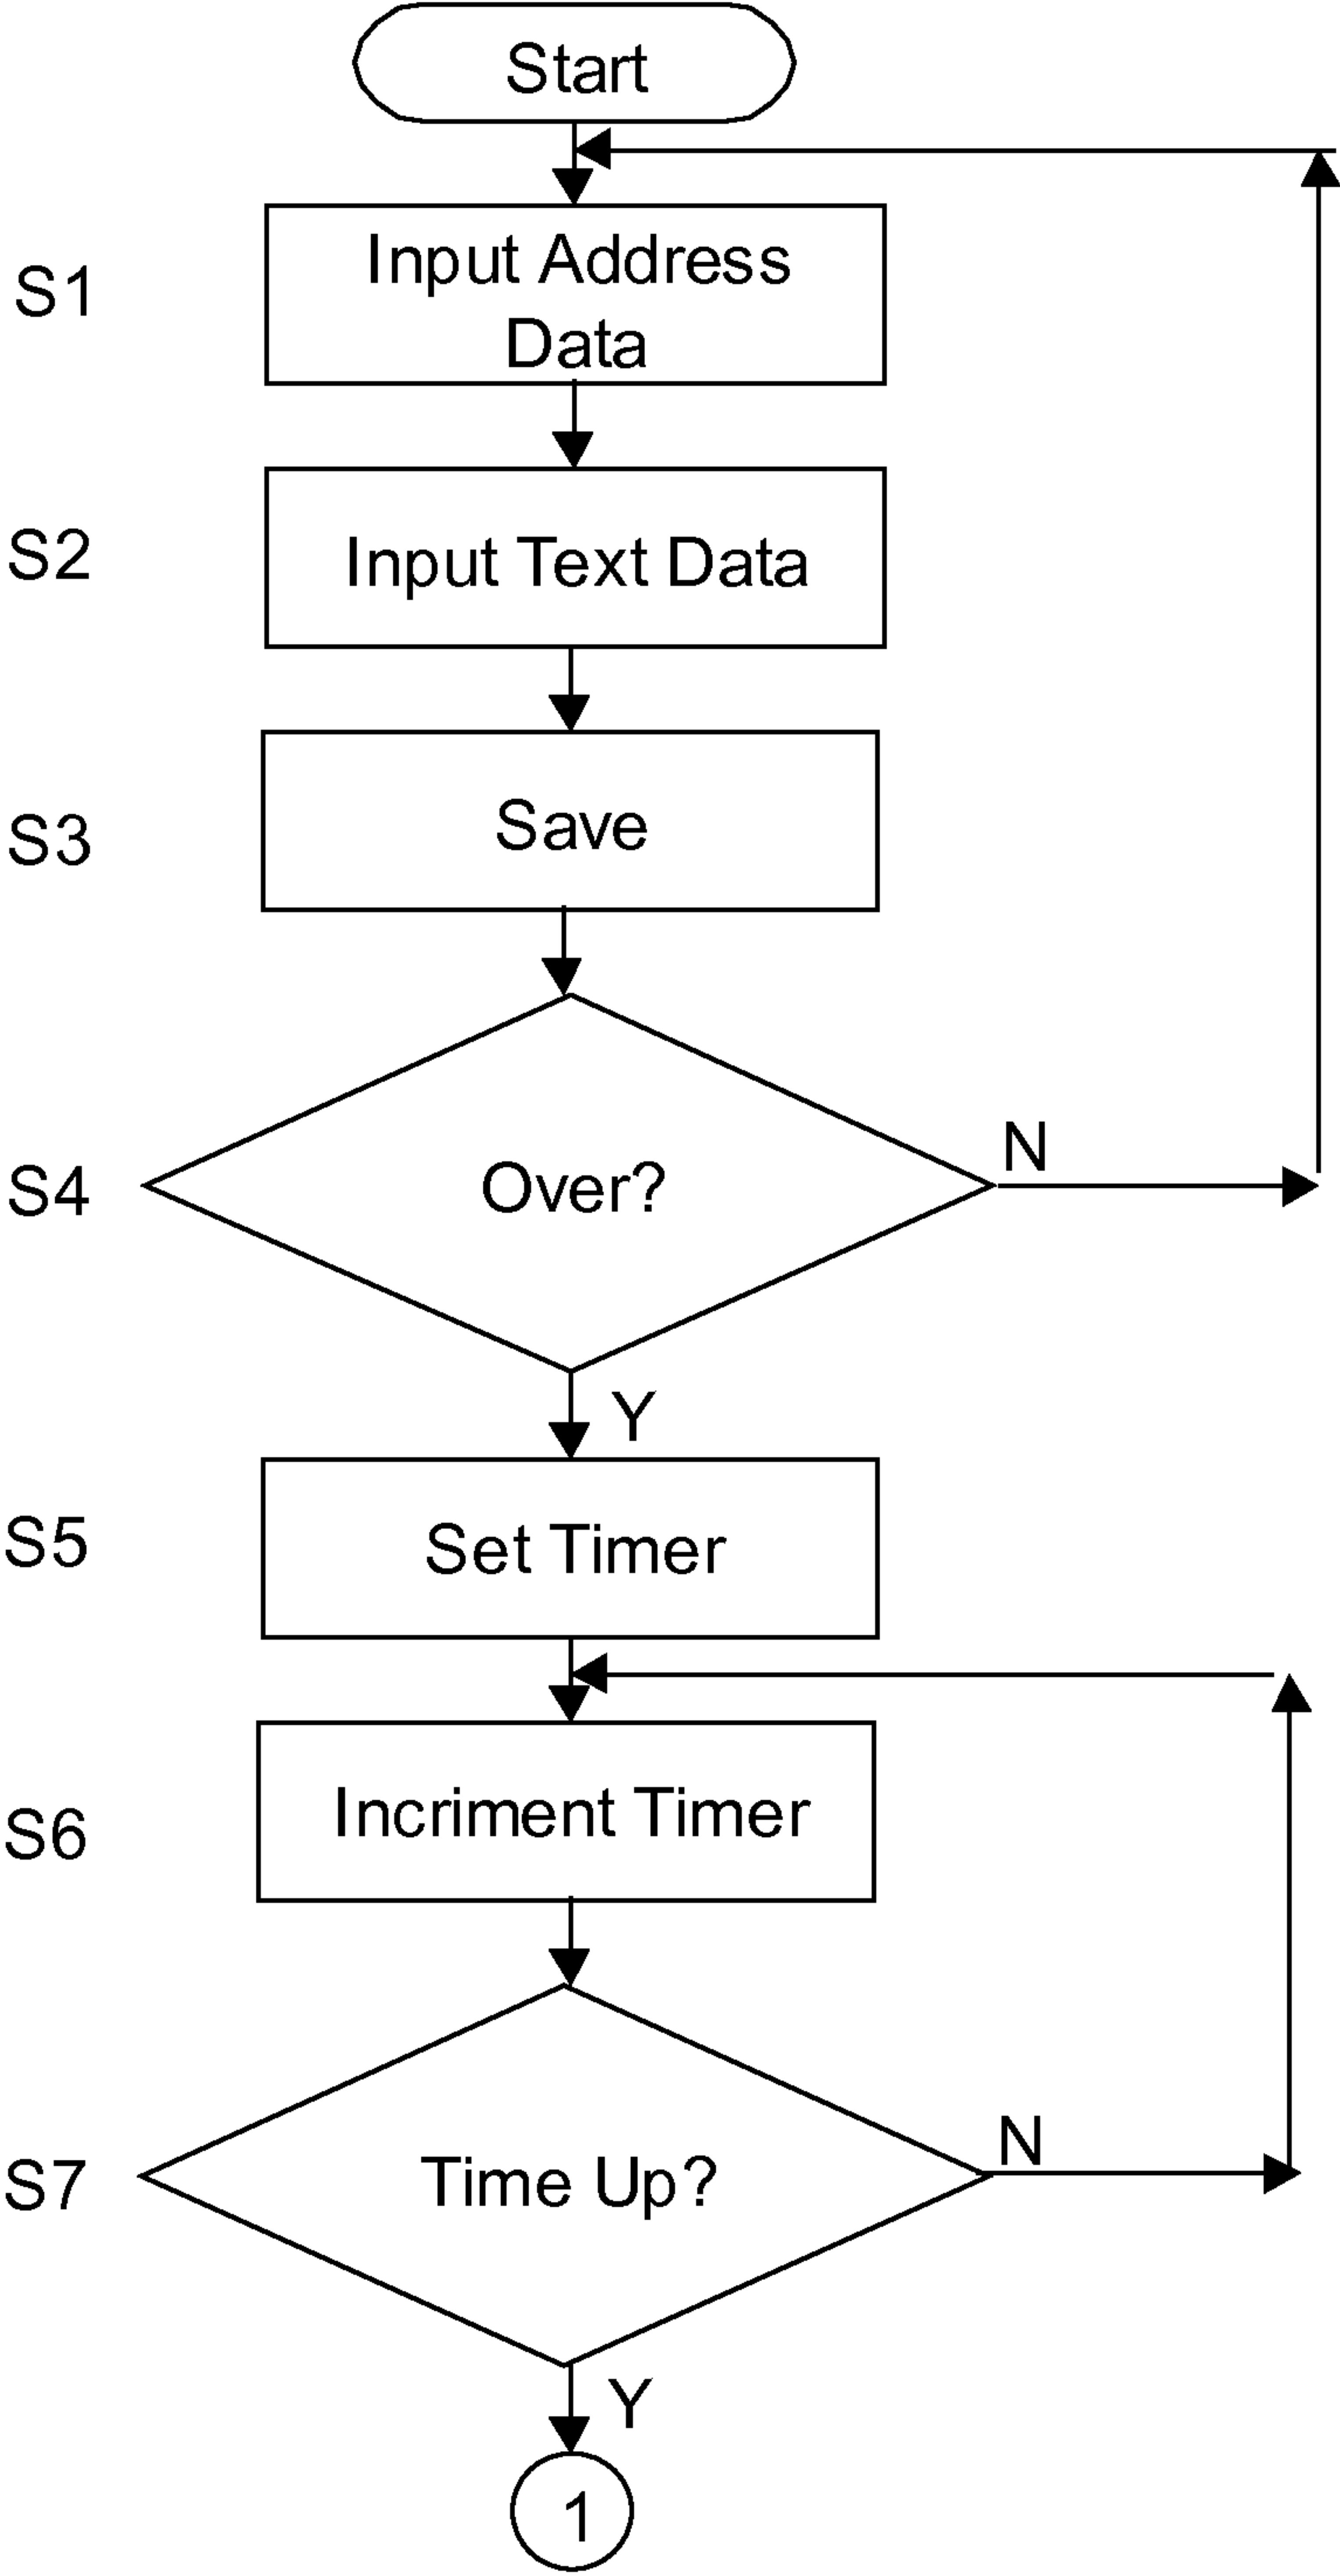 Start
S1
Input Address
Data
S2
Input Text Data
S3
Save
S4
Over?
N
Y
S5
Set Timer
S6
Incriment Timer
S7
Time Up?
N
Y
1